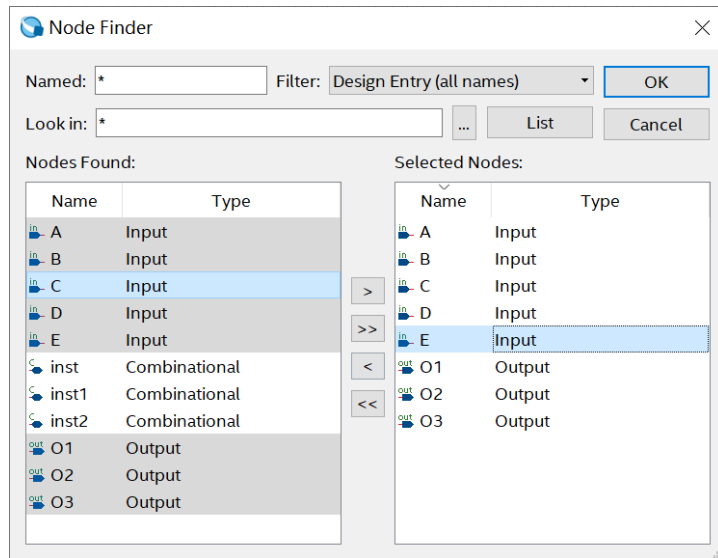 Node Finder
Named: * Filter: Design Entry (all names) OK
Look in: * ... List Cancel
Nodes Found: Selected Nodes:
Name Type Name Type
in A Input in A Input
in B Input in B Input
in C Input > in C Input
in D Input in D Input
in E Input >> in E Input
C inst Combinational < out O1 Output
C inst1 Combinational << out O2 Output
C inst2 Combinational out O3 Output
out O1 Output
out O2 Output
out O3 Output